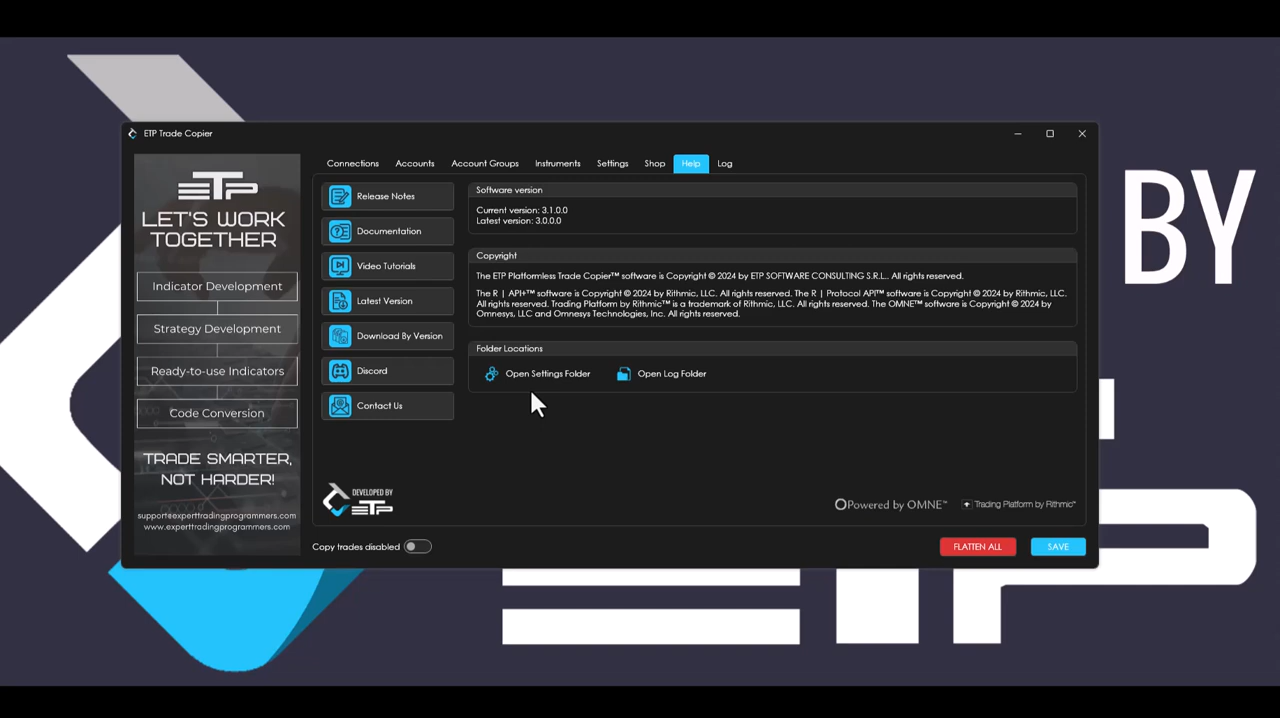 BY
ETP Trade Copier
ETP
LET'S WORK
TOGETHER
Indicator Development
Strategy Development
Ready-to-use Indicators
Code Conversion
TRADE SMARTER,
NOT HARDER!
support@experttradingprogrammers.com
www.experttradingprogrammers.com
Connections
Accounts
Account Groups
Instruments
Settings
Shop
Help
Log
Release Notes
Documentation
Video Tutorials
Latest Version
Download By Version
Discord
Contact Us
Software version
Current version: 3.1.0.0
Latest version: 3.0.0.0
Copyright
The ETP Platformless Trade Copier™ software is Copyright © 2024 by ETP SOFTWARE CONSULTING S.R.L.. All rights reserved.
The R | API+™ software is Copyright © 2024 by Rithmic, LLC. All rights reserved. The R | Protocol API™ software is Copyright © 2024 by Rithmic, LLC.
All rights reserved. Trading Platform by Rithmic™ is a trademark of Rithmic, LLC. All rights reserved. The OMNE™ software is Copyright © 2024 by
Omnesys, LLC and Omnesys Technologies, Inc. All rights reserved.
Folder Locations
Open Settings Folder
Open Log Folder
DEVELOPED BY
ETP
Powered by OMNE™
Trading Platform by Rithmic™
Copy trades disabled
FLATTEN ALL
SAVE